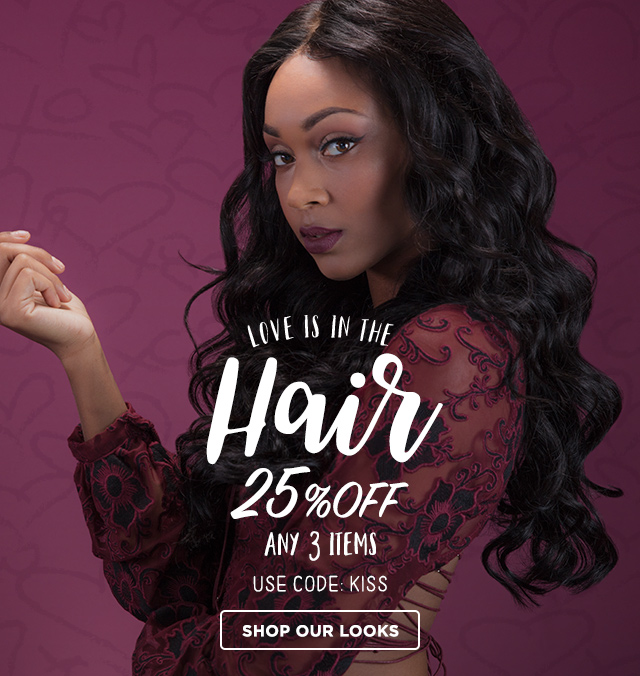 LOVE IS IN THE
Hair
25%OFF
ANY 3 ITEMS
USE CODE: KISS
SHOP OUR LOOKS